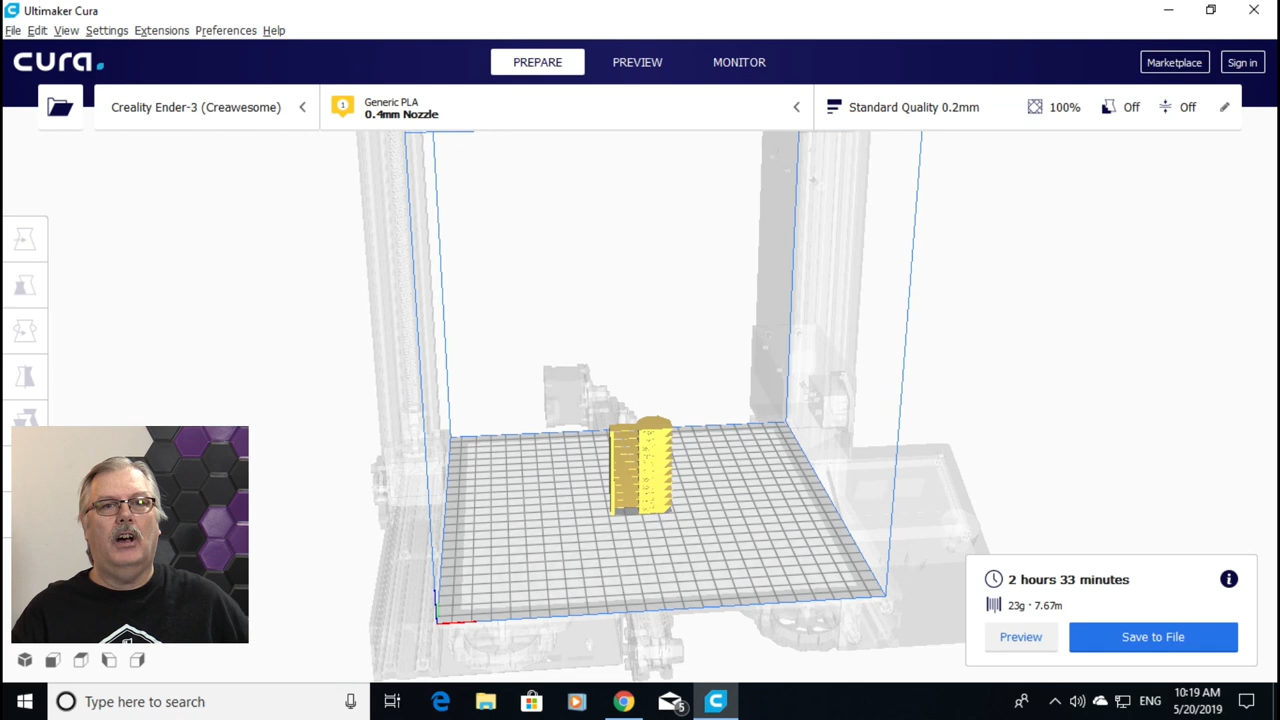 Ultimaker Cura
File Edit View Settings Extensions Preferences Help
cura. PREPARE PREVIEW MONITOR Marketplace Sign in
Creality Ender-3 (Creawesome) 1 Generic PLA Standard Quality 0.2mm 100% Off Off
0.4mm Nozzle
2 hours 33 minutes
23g · 7.67m
Preview Save to File
Type here to search 5 ENG 10:19 AM
5/20/2019